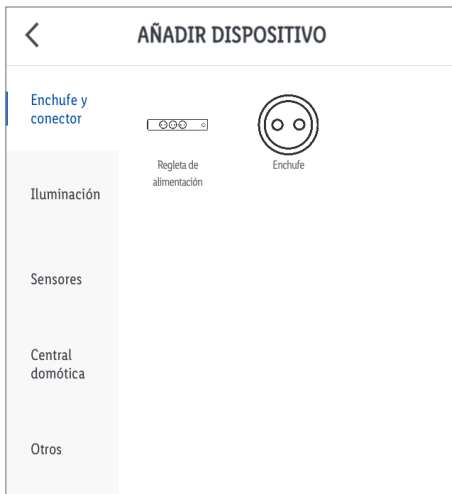 AÑADIR DISPOSITIVO
Enchufe y
conector
Regleta de
alimentación
Enchufe
Iluminación
Sensores
Central
domótica
Otros